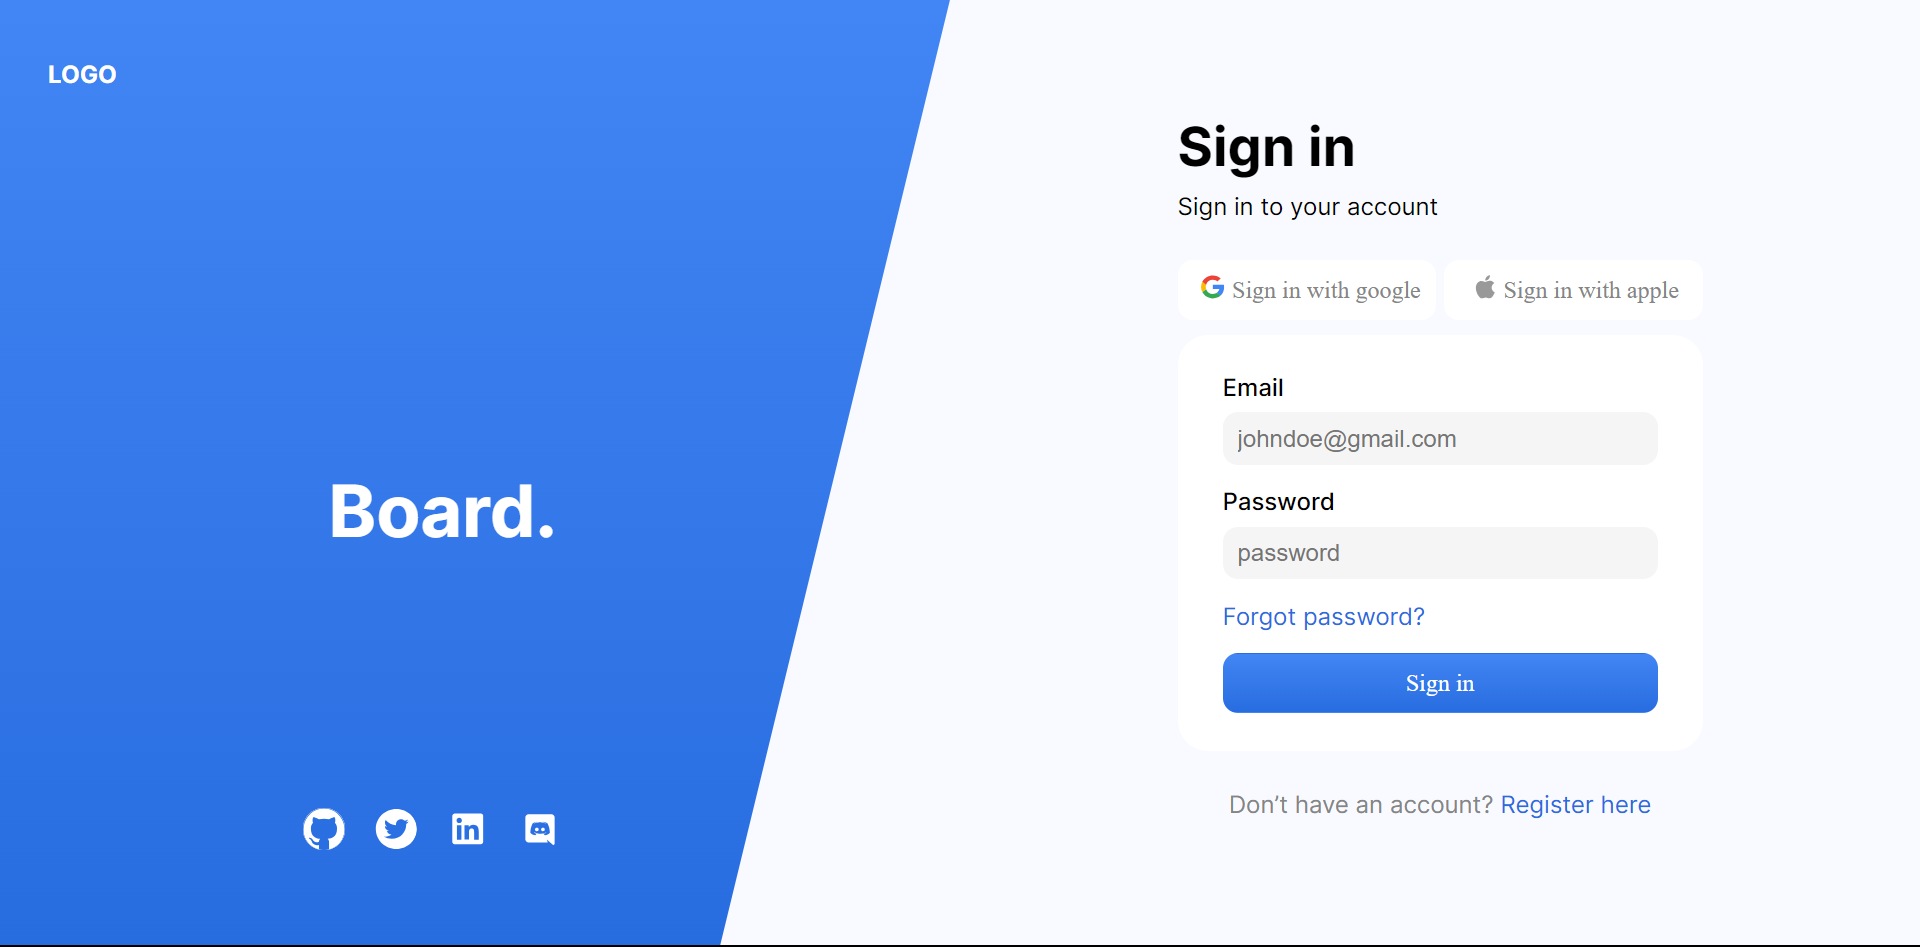 LOGO
Board.
Sign in
Sign in to your account
Sign in with google
Sign in with apple
Email
johndoe@gmail.com
Password
password
Forgot password?
Sign in
Don’t have an account? Register here